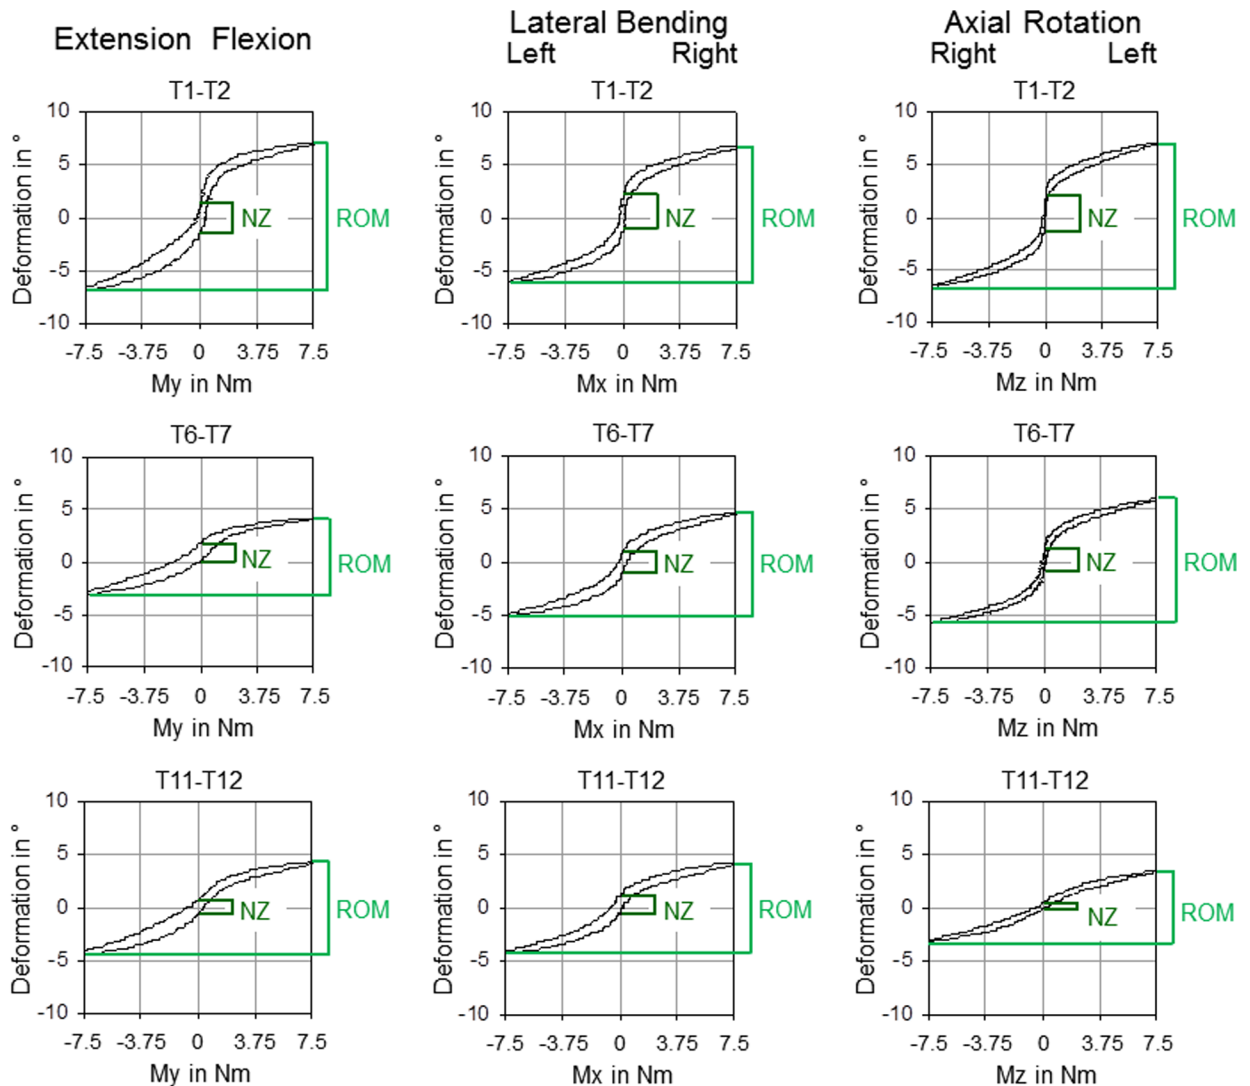 Extension Flexion
Lateral Bending
Left Right
Axial Rotation
Right Left
T1-T2
10
5
0
-5
-10
Deformation in °
-7.5 -3.75 0 3.75 7.5
My in Nm
NZ
ROM
T1-T2
10
5
0
-5
-10
Deformation in °
-7.5 -3.75 0 3.75 7.5
Mx in Nm
NZ
ROM
T1-T2
10
5
0
-5
-10
Deformation in °
-7.5 -3.75 0 3.75 7.5
Mz in Nm
NZ
ROM
T6-T7
10
5
0
-5
-10
Deformation in °
-7.5 -3.75 0 3.75 7.5
My in Nm
NZ
ROM
T6-T7
10
5
0
-5
-10
Deformation in °
-7.5 -3.75 0 3.75 7.5
Mx in Nm
NZ
ROM
T6-T7
10
5
0
-5
-10
Deformation in °
-7.5 -3.75 0 3.75 7.5
Mz in Nm
NZ
ROM
T11-T12
10
5
0
-5
-10
Deformation in °
-7.5 -3.75 0 3.75 7.5
My in Nm
NZ
ROM
T11-T12
10
5
0
-5
-10
Deformation in °
-7.5 -3.75 0 3.75 7.5
Mx in Nm
NZ
ROM
T11-T12
10
5
0
-5
-10
Deformation in °
-7.5 -3.75 0 3.75 7.5
Mz in Nm
NZ
ROM